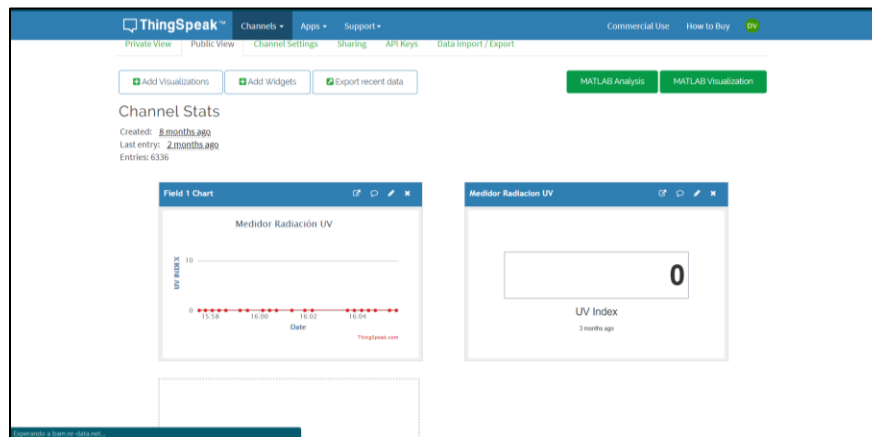 ThingSpeak™ Channels Apps Support Commercial Use How to Buy DV
Private View Public View Channel Settings Sharing API Keys Data Import / Export
Add Visualizations Add Widgets Export recent data MATLAB Analysis MATLAB Visualization
Channel Stats
Created: 8 months ago
Last entry: 2 months ago
Entries: 6336
Field 1 Chart
Medidor Radiación UV
UV INDEX
10
0
15:58 16:00 16:02 16:04
Date
ThingSpeak.com
Medidor Radiacion UV
0
UV Index
3 months ago
Esperando a bam.nr-data.net...